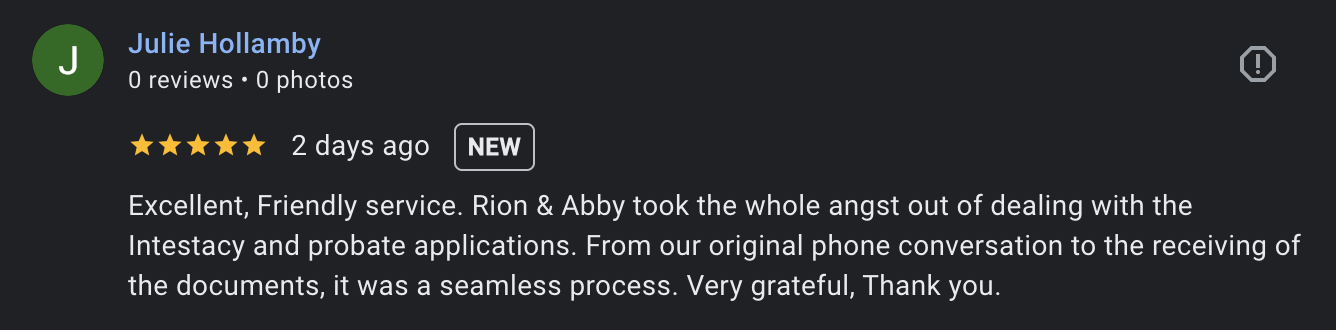 J
Julie Hollamby
0 reviews • 0 photos
2 days ago NEW
Excellent, Friendly service. Rion & Abby took the whole angst out of dealing with the
Intestacy and probate applications. From our original phone conversation to the receiving of
the documents, it was a seamless process. Very grateful, Thank you.